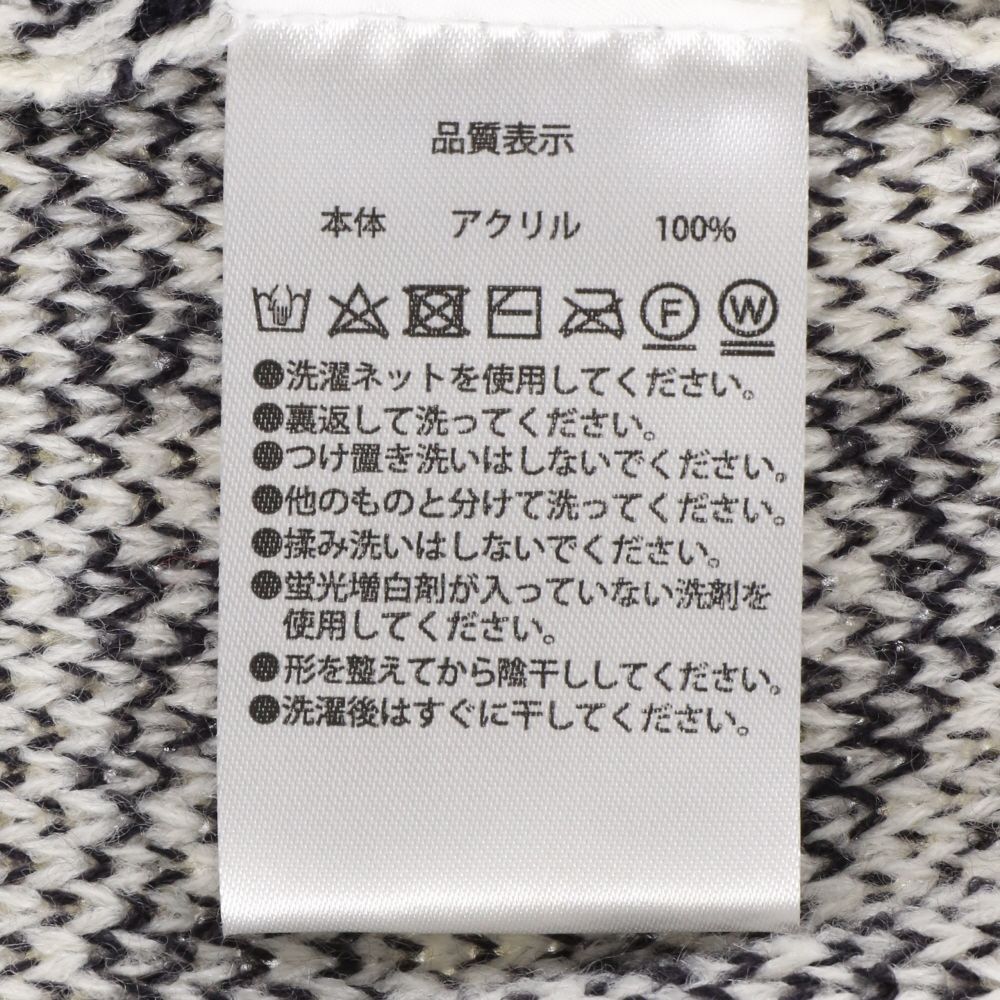 品質表示
本体 アクリル 100%
F W
●洗濯ネットを使用してください。
●裏返して洗ってください。
●つけ置き洗いはしないでください。
●他のものと分けて洗ってください。
●揉み洗いはしないでください。
●蛍光増白剤が入っていない洗剤を
使用してください。
●形を整えてから陰干ししてください。
●洗濯後はすぐに干してください。